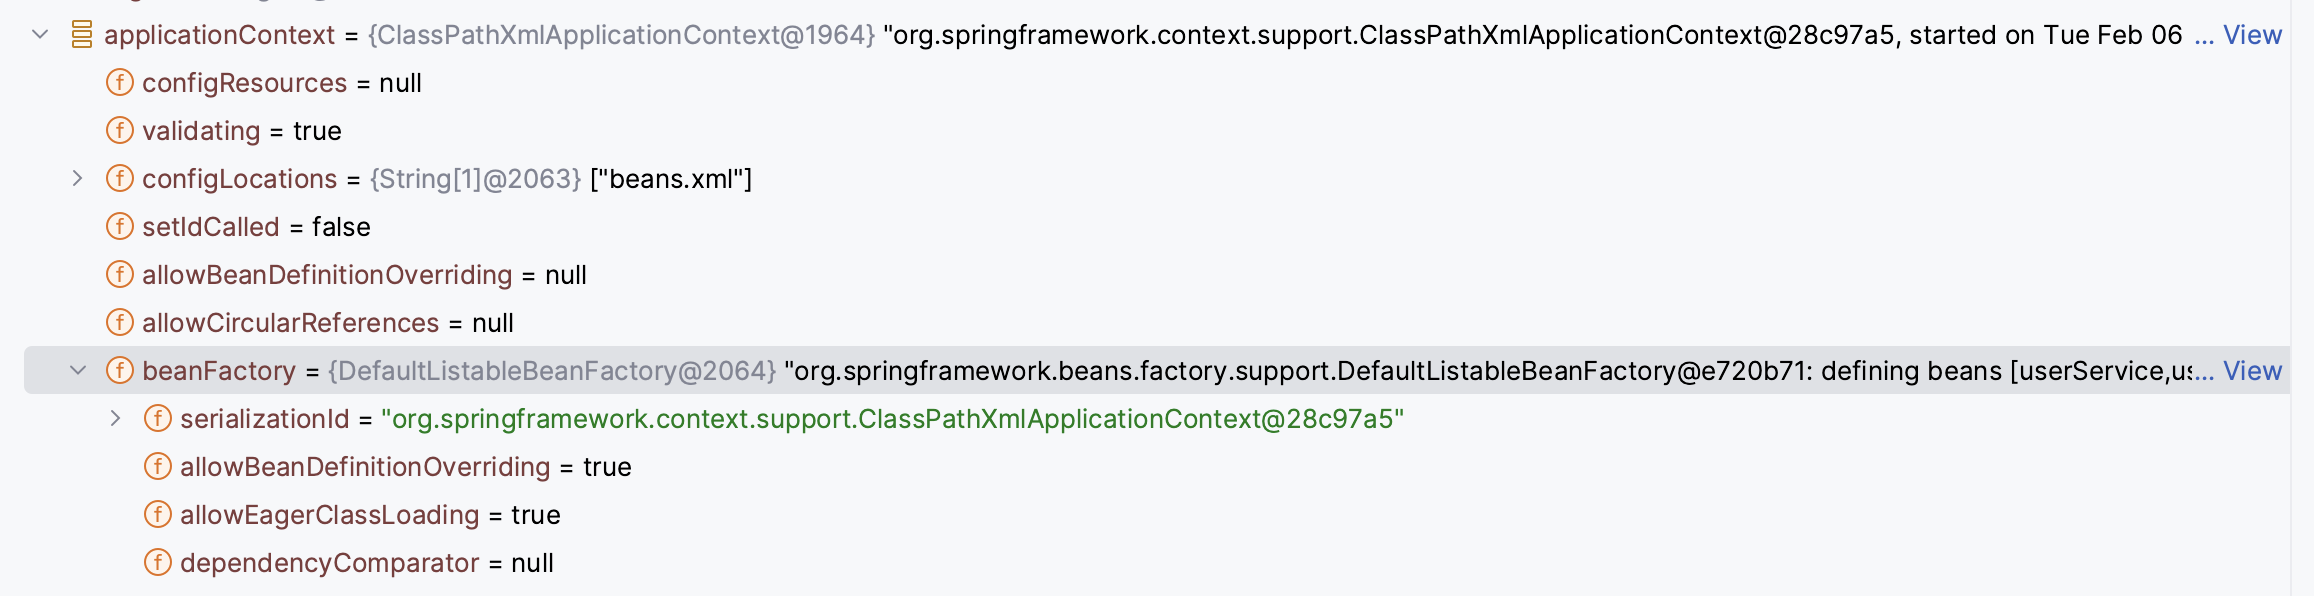 applicationContext = {ClassPathXmlApplicationContext@1964} "org.springframework.context.support.ClassPathXmlApplicationContext@28c97a5, started on Tue Feb 06 ... View
f configResources = null
f validating = true
f configLocations = {String[1]@2063} ["beans.xml"]
f setIdCalled = false
f allowBeanDefinitionOverriding = null
f allowCircularReferences = null
f beanFactory = {DefaultListableBeanFactory@2064} "org.springframework.beans.factory.support.DefaultListableBeanFactory@e720b71: defining beans [userService,us... View
f serializationId = "org.springframework.context.support.ClassPathXmlApplicationContext@28c97a5"
f allowBeanDefinitionOverriding = true
f allowEagerClassLoading = true
f dependencyComparator = null